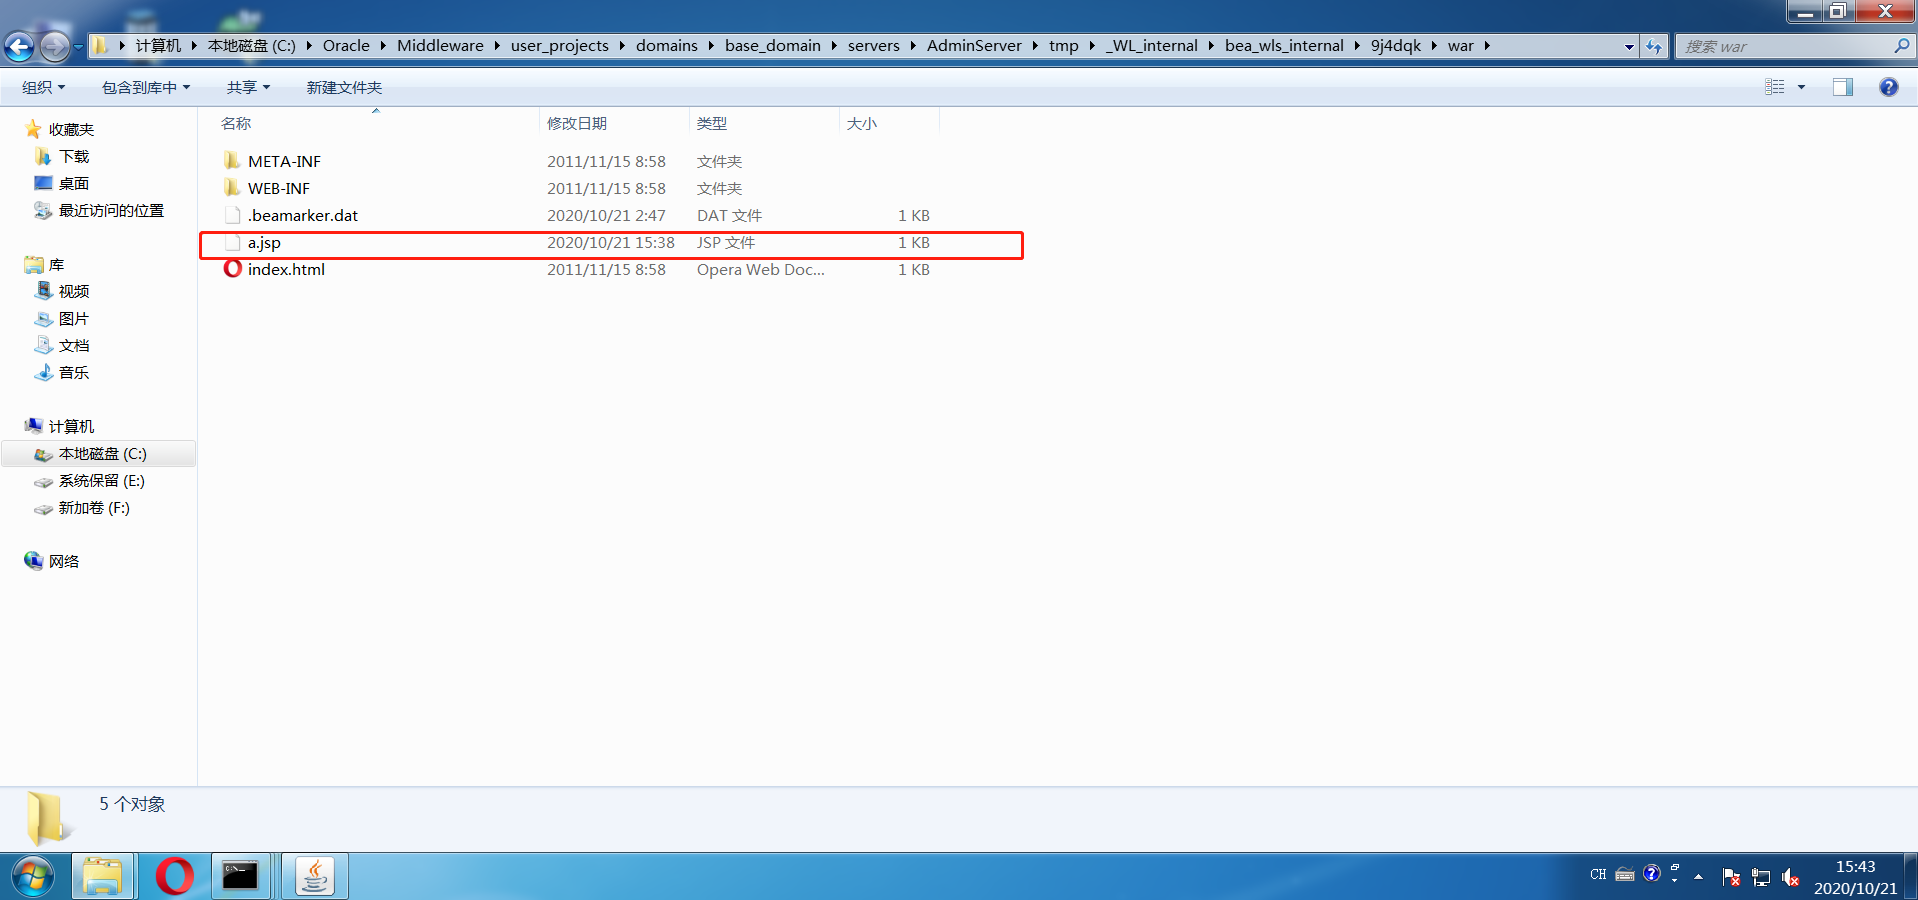 计算机 本地磁盘 (C:) Oracle Middleware user_projects domains base_domain servers AdminServer tmp _WL_internal bea_wls_internal 9j4dqk war
搜索 war
组织 包含到库中 共享 新建文件夹
名称 修改日期 类型 大小
META-INF 2011/11/15 8:58 文件夹
WEB-INF 2011/11/15 8:58 文件夹
.beamarker.dat 2020/10/21 2:47 DAT 文件 1 KB
a.jsp 2020/10/21 15:38 JSP 文件 1 KB
index.html 2011/11/15 8:58 Opera Web Doc... 1 KB
收藏夹
下载
桌面
最近访问的位置
库
视频
图片
文档
音乐
计算机
本地磁盘 (C:)
系统保留 (E:)
新加卷 (F:)
网络
5 个对象
CH
15:43
2020/10/21